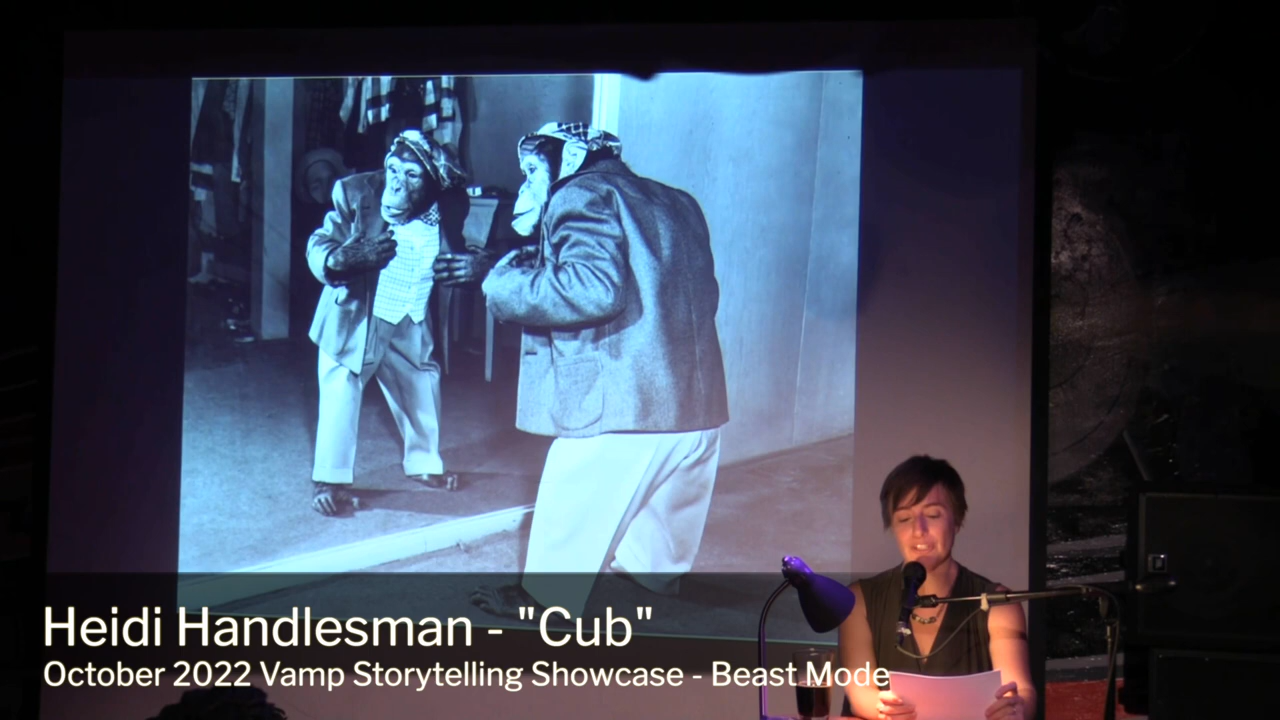 Heidi Handlesman - "Cub"
October 2022 Vamp Storytelling Showcase - Beast Mode